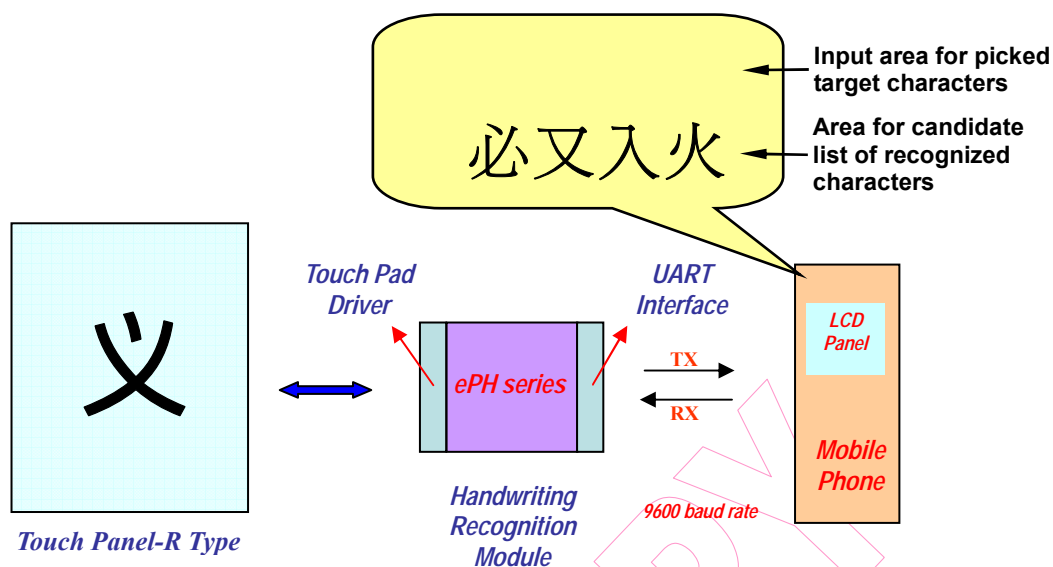 Input area for picked
target characters
必又入火
Area for candidate
list of recognized
characters
义
Touch Panel-R Type
Touch Pad
Driver
ePH series
UART
Interface
Handwriting
Recognition
Module
TX
RX
9600 baud rate
LCD
Panel
Mobile
Phone